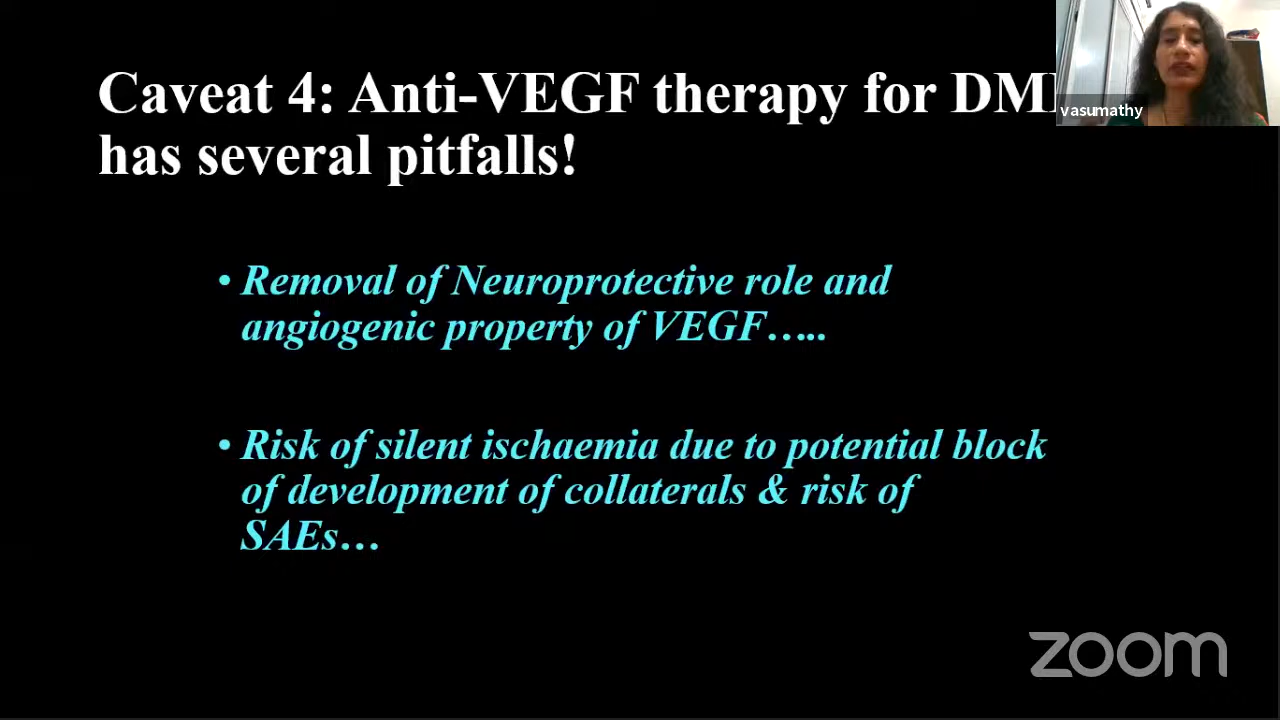 Caveat 4: Anti-VEGF therapy for
has several pitfalls!
vasumathy
• Removal of Neuroprotective role and
angiogenic property of VEGF…..
• Risk of silent ischaemia due to potential block
of development of collaterals & risk of
SAEs…
zoom